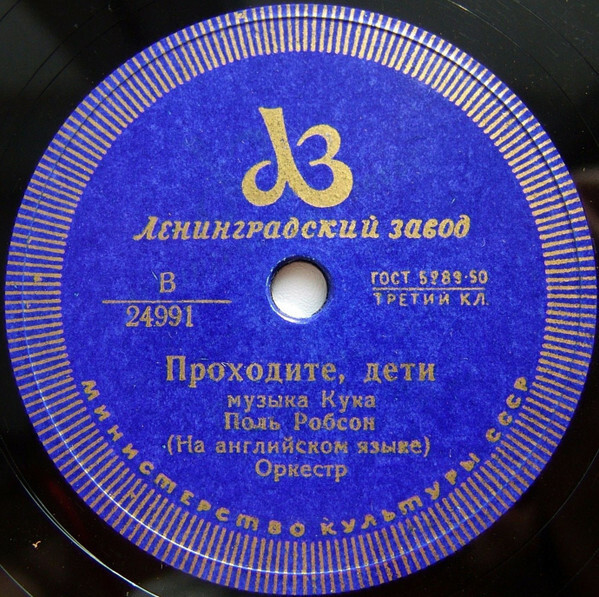 ЛЗ
Ленинградский завод
В
24991
ГОСТ 5289-50
ТРЕТИЙ КЛ.
Проходите, дети
музыка Кука
Поль Робсон
(На английском языке)
Оркестр
МИНИСТЕРСТВО КУЛЬТУРЫ СССР